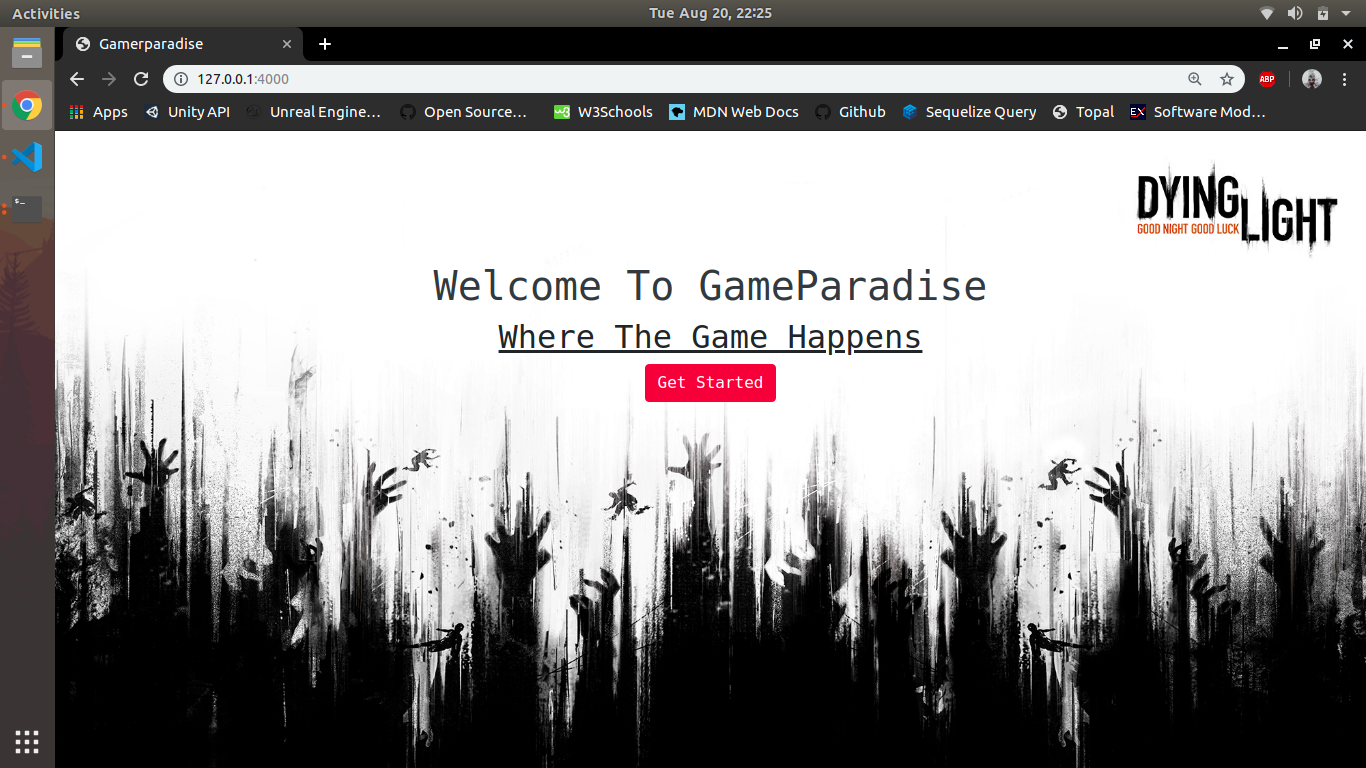 Activities
Tue Aug 20, 22:25
Gamerparadise
127.0.0.1:4000
ABP
Apps
Unity API
Unreal Engine…
Open Source…
W3Schools
MDN Web Docs
Github
Sequelize Query
Topal
EX
Software Mod…
DYING LIGHT
GOOD NIGHT GOOD LUCK
Welcome To GameParadise
Where The Game Happens
Get Started